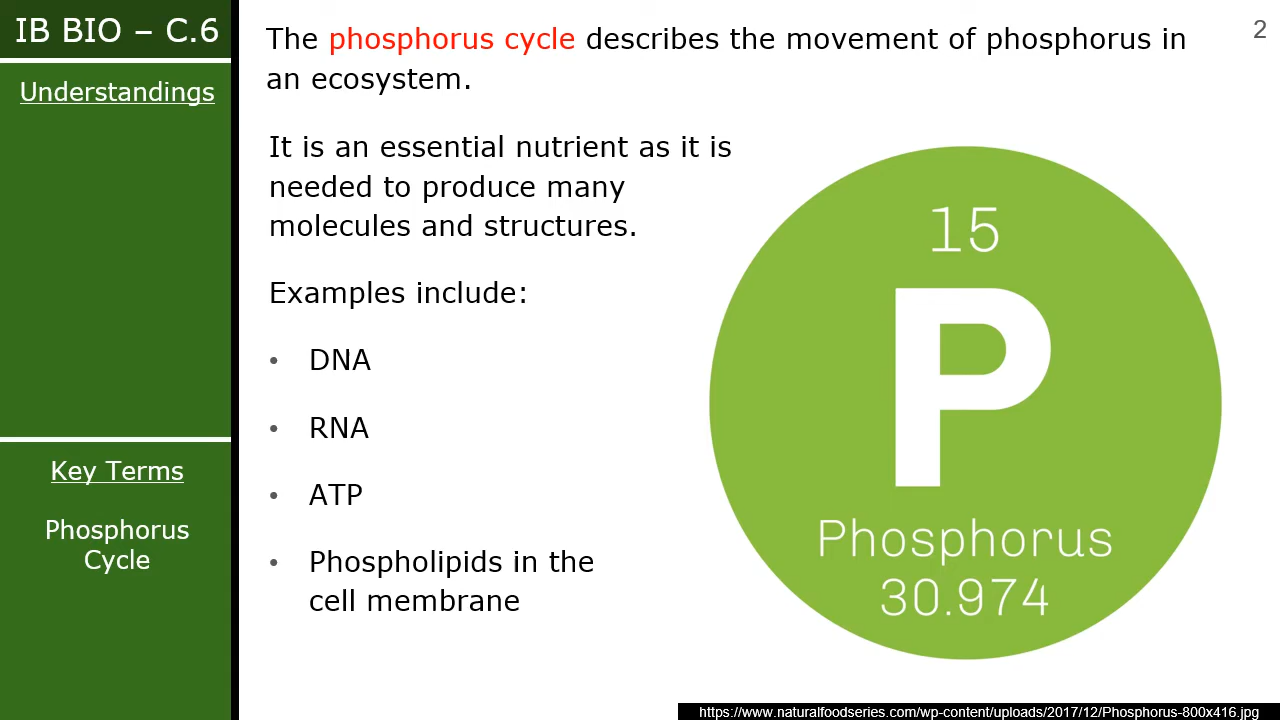 IB BIO – C.6
Understandings
Key Terms
Phosphorus
Cycle
2
The phosphorus cycle describes the movement of phosphorus in
an ecosystem.
It is an essential nutrient as it is
needed to produce many
molecules and structures.
Examples include:
• DNA
• RNA
• ATP
• Phospholipids in the
cell membrane
15
P
Phosphorus
30.974
https://www.naturalfoodseries.com/wp-content/uploads/2017/12/Phosphorus-800x416.jpg